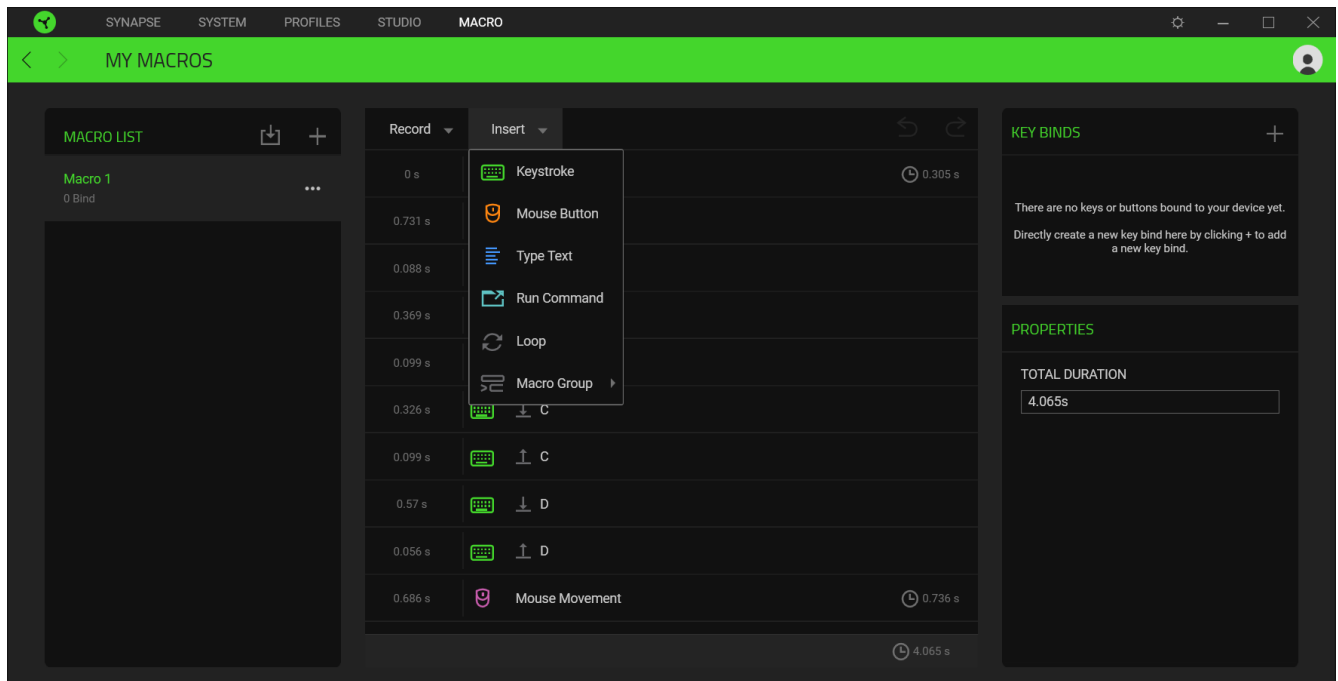 SYNAPSE SYSTEM PROFILES STUDIO MACRO
MY MACROS
MACRO LIST
Macro 1
0 Bind
Record Insert
0 s 0.305 s
0.731 s
0.088 s
0.369 s
0.099 s
0.326 s C
0.099 s C
0.57 s D
0.056 s D
0.686 s Mouse Movement 0.736 s
4.065 s
Keystroke
Mouse Button
Type Text
Run Command
Loop
Macro Group
KEY BINDS
There are no keys or buttons bound to your device yet.
Directly create a new key bind here by clicking + to add
a new key bind.
PROPERTIES
TOTAL DURATION
4.065s